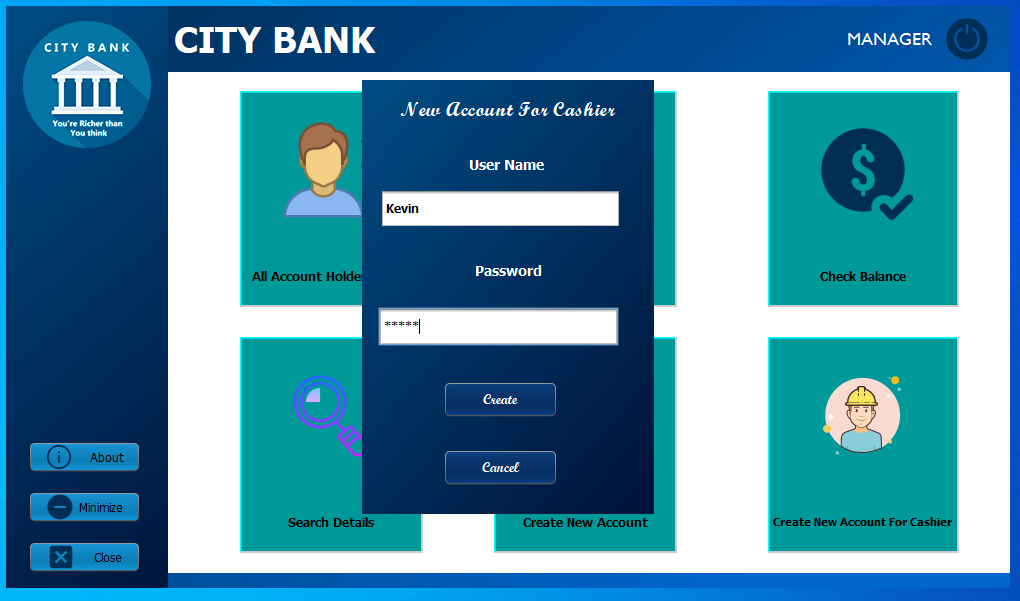 CITY BANK
You're Richer than
You think
CITY BANK
MANAGER
New Account For Cashier
User Name
Kevin
Password
*****
Create
Cancel
All Account Holde
Check Balance
Search Details
Create New Account
Create New Account For Cashier
About
Minimize
Close